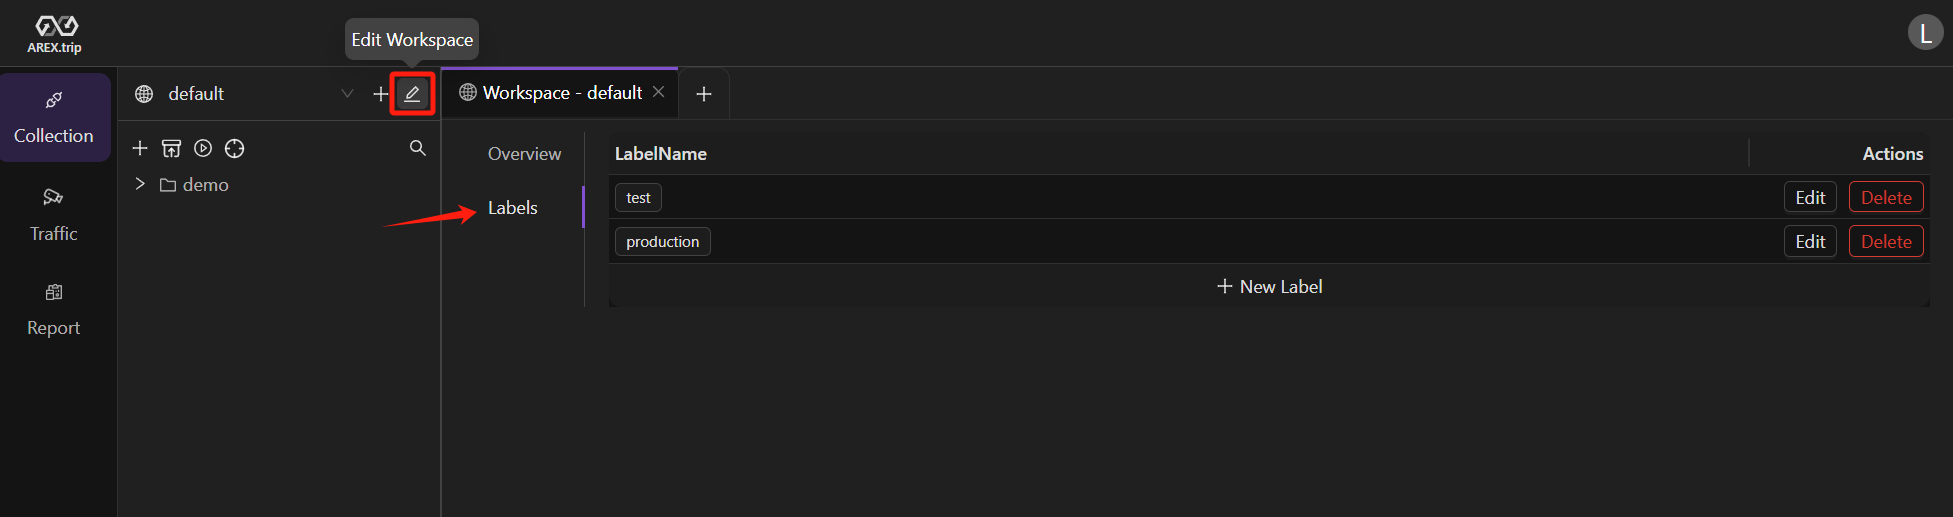 AREX.trip
Edit Workspace
L
default
Workspace - default
Collection
Traffic
Report
demo
Overview
Labels
LabelName Actions
test Edit Delete
production Edit Delete
New Label